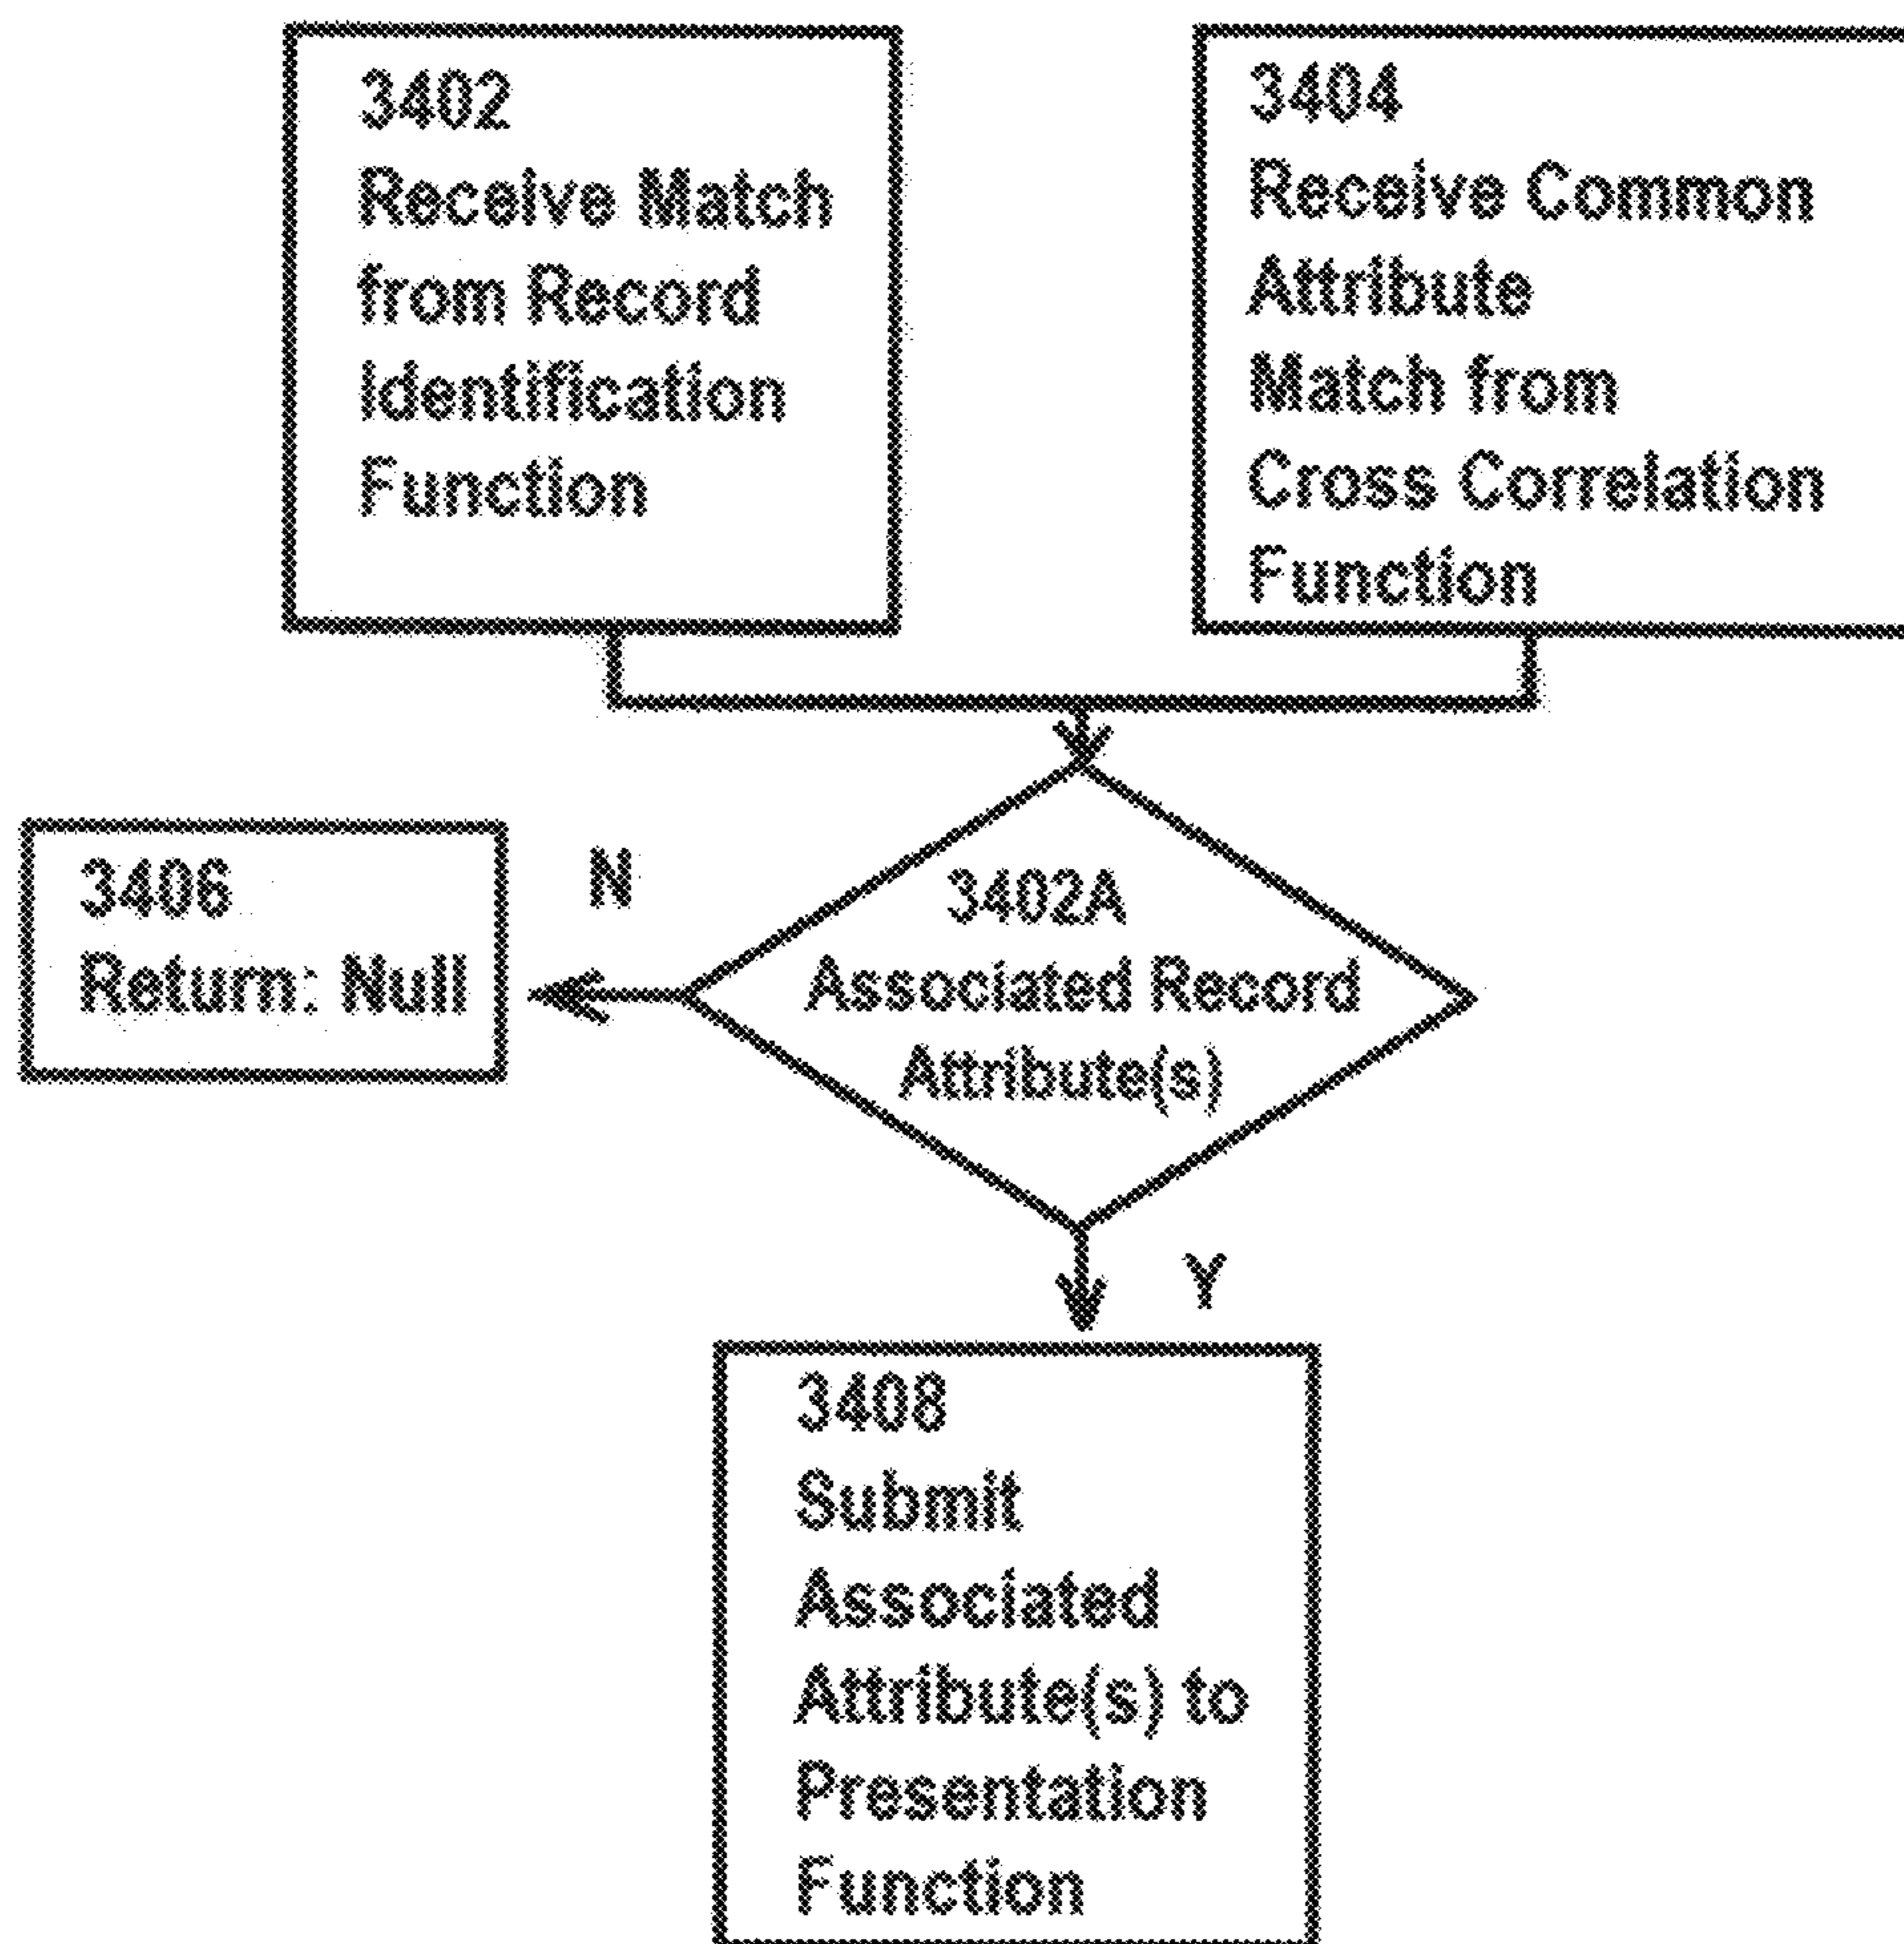 3402
Receive Match
from Record
Identification
Function
3404
Receive Common
Attribute
Match from
Cross Correlation
Function
3406
Return: Null
N
3402A
Associated Record
Attribute(s)
Y
3408
Submit
Associated
Attribute(s) to
Presentation
Function